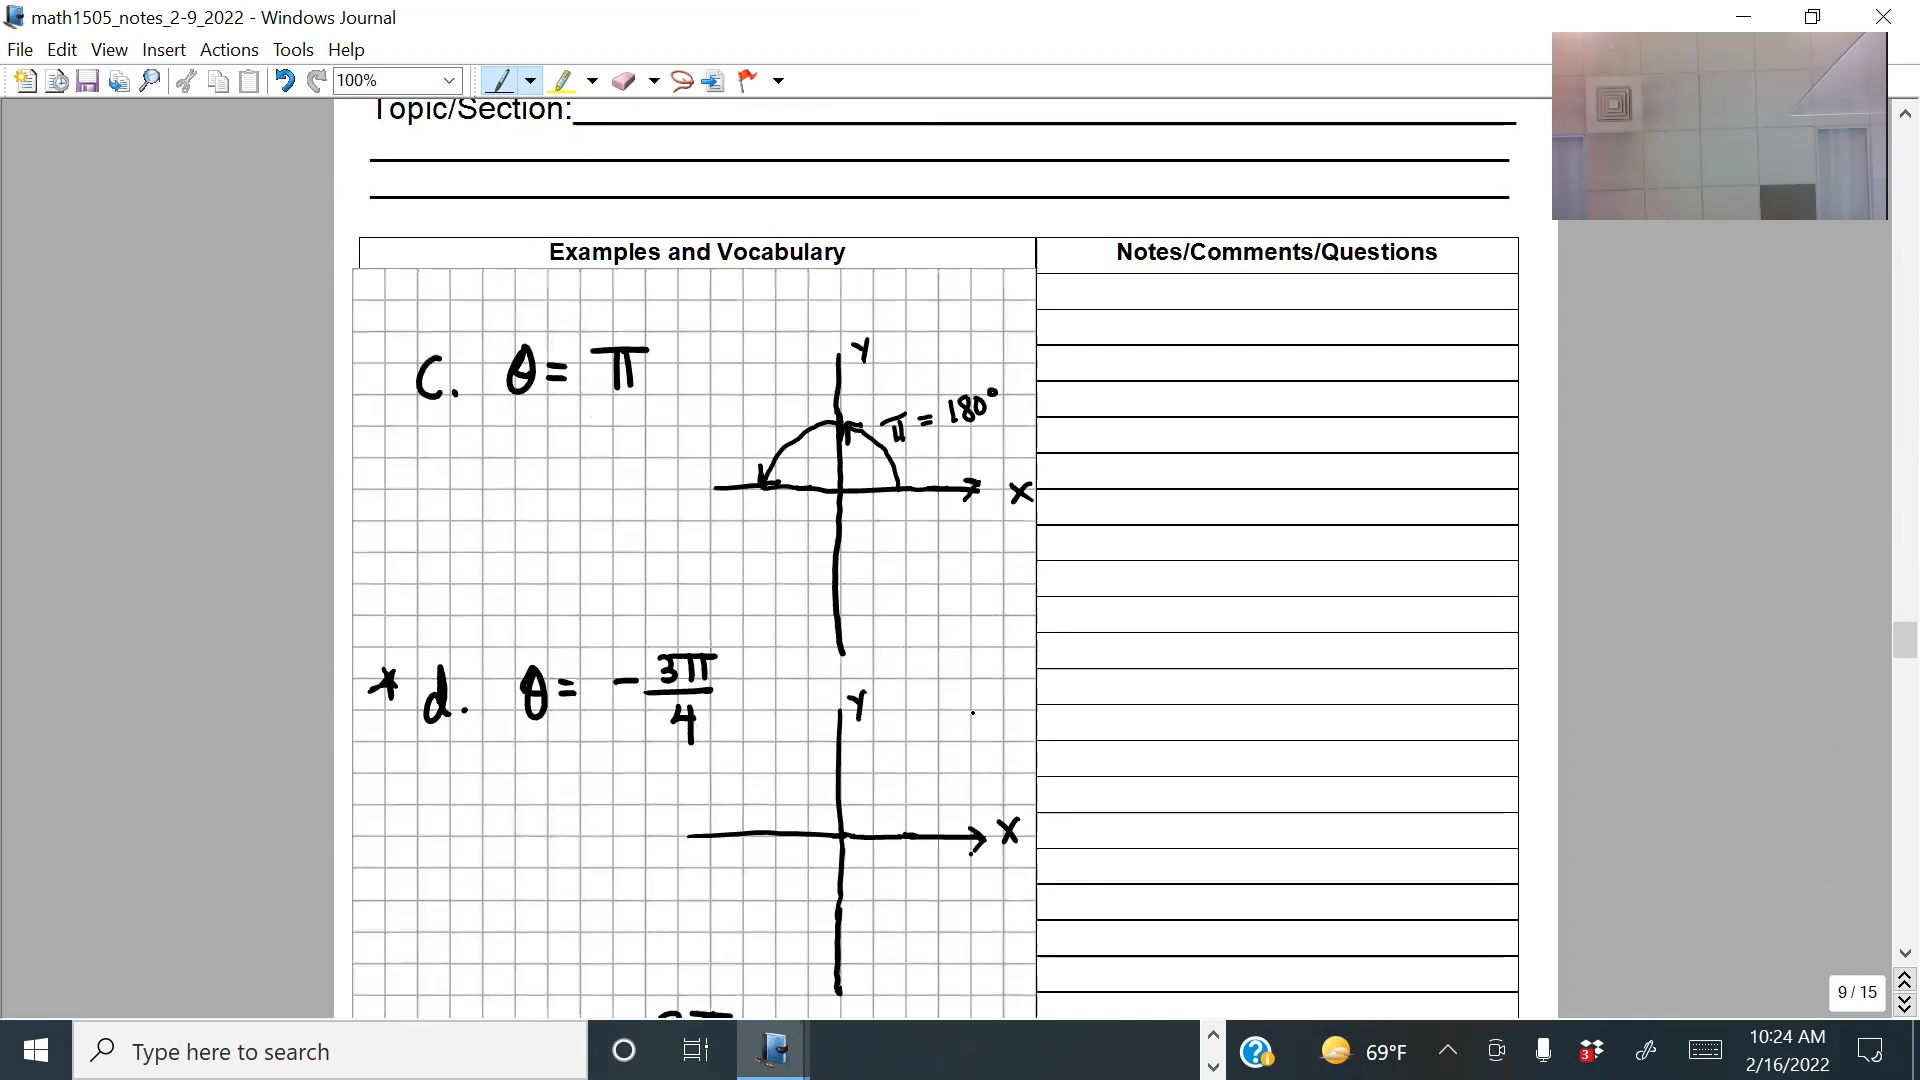 math1505_notes_2-9_2022 - Windows Journal
File Edit View Insert Actions Tools Help
100%
Topic/Section:
Examples and Vocabulary
Notes/Comments/Questions
C. θ = π
y
π = 180°
x
* d. θ = - 3π/4
y
x
9 / 15
Type here to search
3
69°F
10:24 AM
2/16/2022